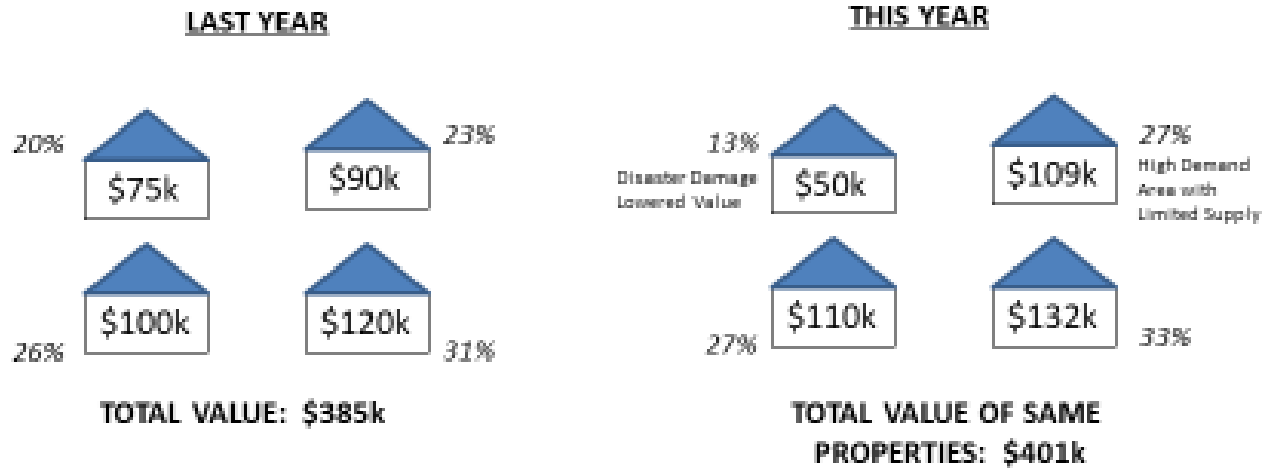 LAST YEAR
20%
$75k
$90k
23%
26%
$100k
$120k
31%
TOTAL VALUE: $385k
THIS YEAR
13%
Disaster Damage
Lowered Value
$50k
$109k
27%
High Demand
Area with
Limited Supply
27%
$110k
$132k
33%
TOTAL VALUE OF SAME
PROPERTIES: $401k